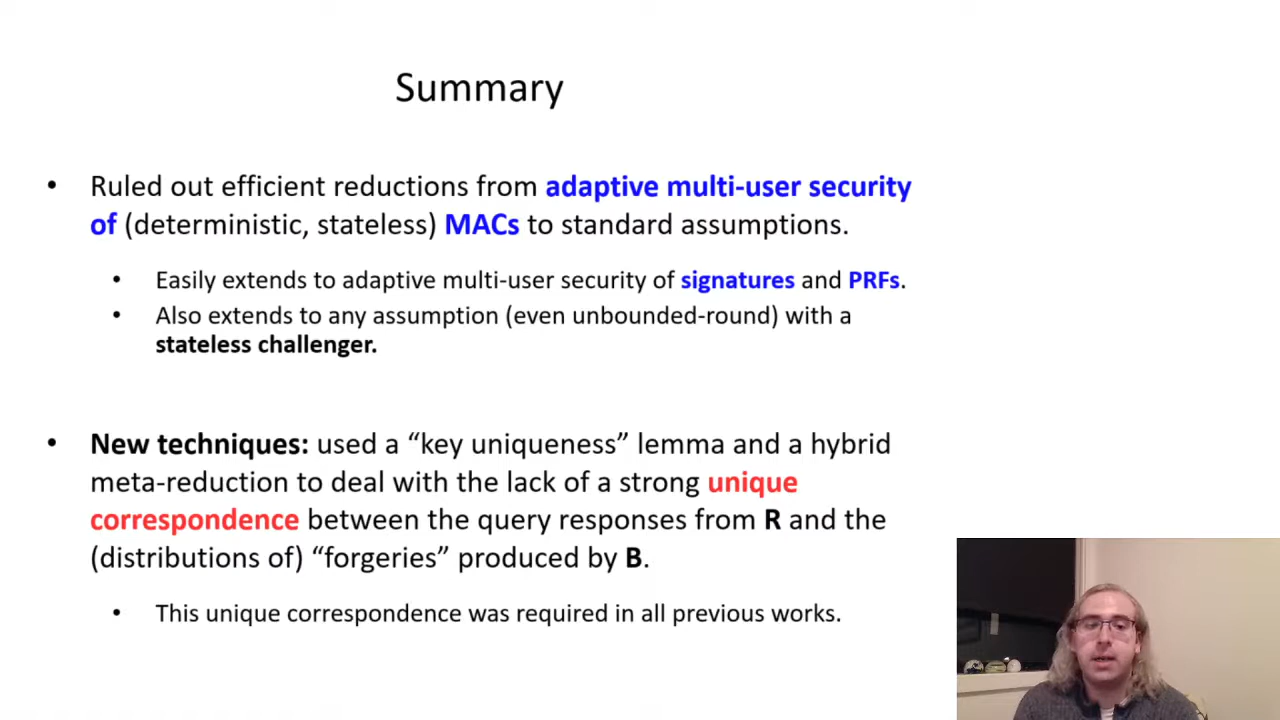 Summary
• Ruled out efficient reductions from adaptive multi-user security
of (deterministic, stateless) MACs to standard assumptions.
• Easily extends to adaptive multi-user security of signatures and PRFs.
• Also extends to any assumption (even unbounded-round) with a
stateless challenger.
• New techniques: used a “key uniqueness” lemma and a hybrid
meta-reduction to deal with the lack of a strong unique
correspondence between the query responses from R and the
(distributions of) “forgeries” produced by B.
• This unique correspondence was required in all previous works.